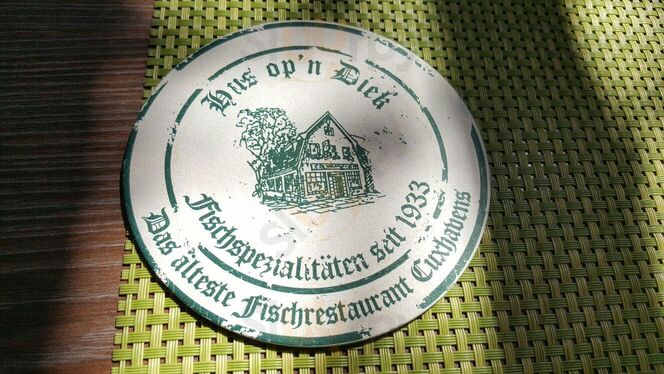 Hus op'n Diek
Fischspezialitäten seit 1933
Das älteste Fischrestaurant Cuxhavens